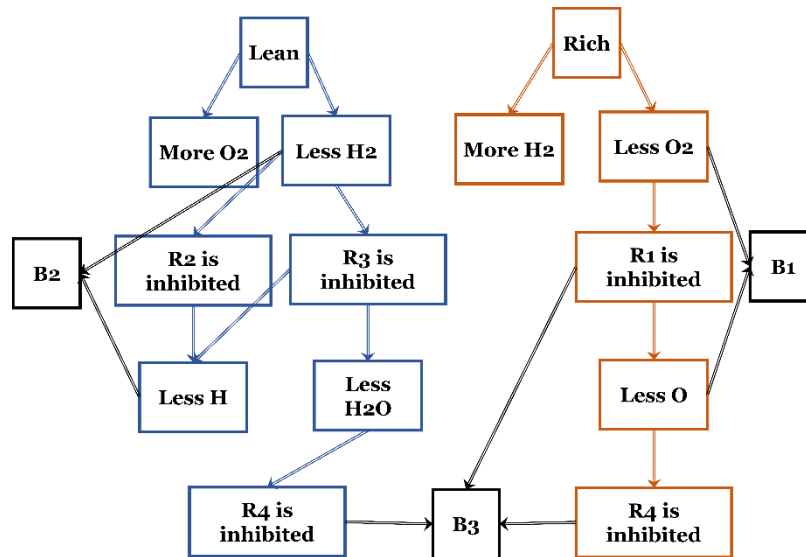 Lean
Rich
More O2
Less H2
More H2
Less O2
B2
R2 is
inhibited
R3 is
inhibited
R1 is
inhibited
B1
Less H
Less
H2O
Less O
R4 is
inhibited
B3
R4 is
inhibited